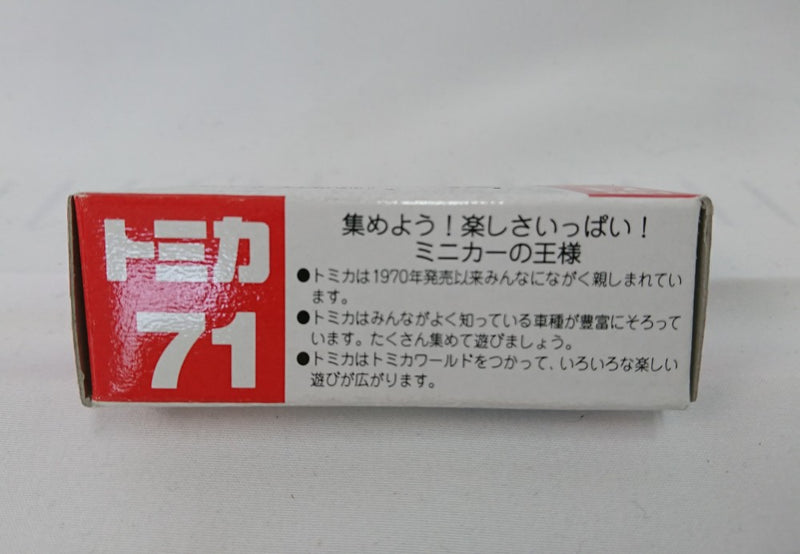 トミカ
71
集めよう！楽しさいっぱい！
ミニカーの王様
●トミカは1970年発売以来みんなにながく親しまれてい
ます。
●トミカはみんながよく知っている車種が豊富にそろって
います。たくさん集めて遊びましょう。
●トミカはトミカワールドをつかって、いろいろな楽しい
遊びが広がります。